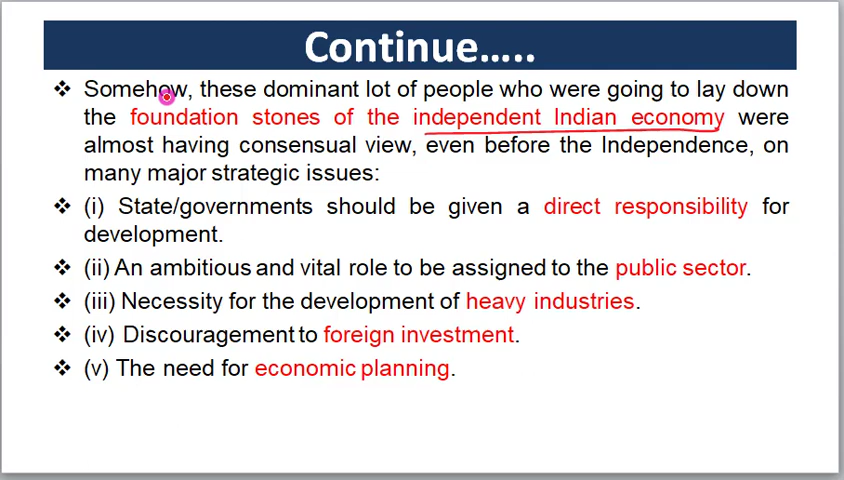 Continue.....
❖ Somehow, these dominant lot of people who were going to lay down
the foundation stones of the independent Indian economy were
almost having consensual view, even before the Independence, on
many major strategic issues:
❖ (i) State/governments should be given a direct responsibility for
development.
❖ (ii) An ambitious and vital role to be assigned to the public sector.
❖ (iii) Necessity for the development of heavy industries.
❖ (iv) Discouragement to foreign investment.
❖ (v) The need for economic planning.